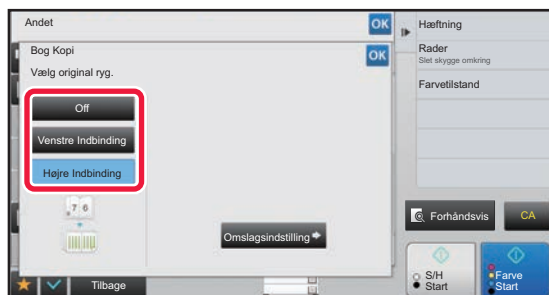 Andet
OK
Bog Kopi
OK
Vælg original ryg.
Off
Venstre Indbinding
Højre Indbinding
7 6
Omslagsindstilling
Tilbage
Hæftning
Rader
Slet skygge omkring
Farvetilstand
Forhåndsvis
CA
S/H
Start
Farve
Start